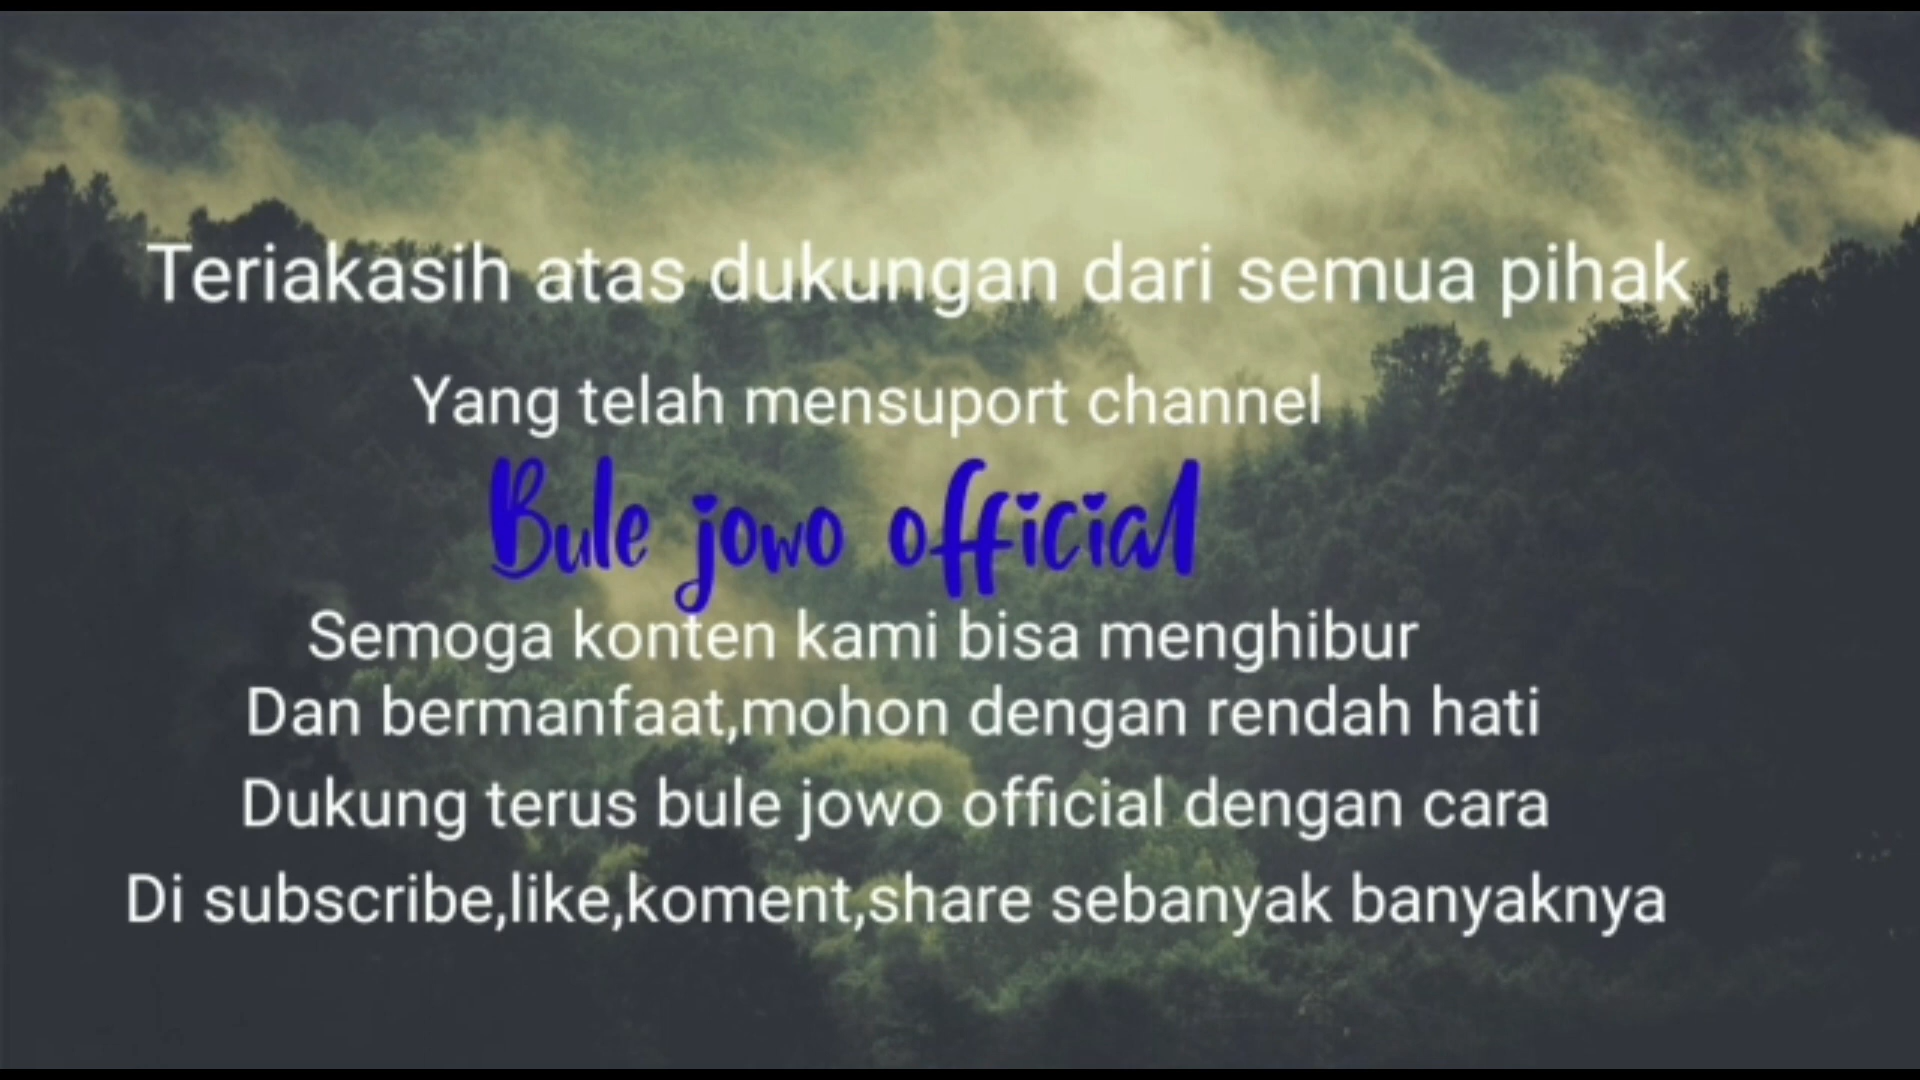 Teriakasih atas dukungan dari semua pihak
Yang telah mensuport channel
Bule jowo official
Semoga konten kami bisa menghibur
Dan bermanfaat,mohon dengan rendah hati
Dukung terus bule jowo official dengan cara
Di subscribe,like,koment,share sebanyak banyaknya